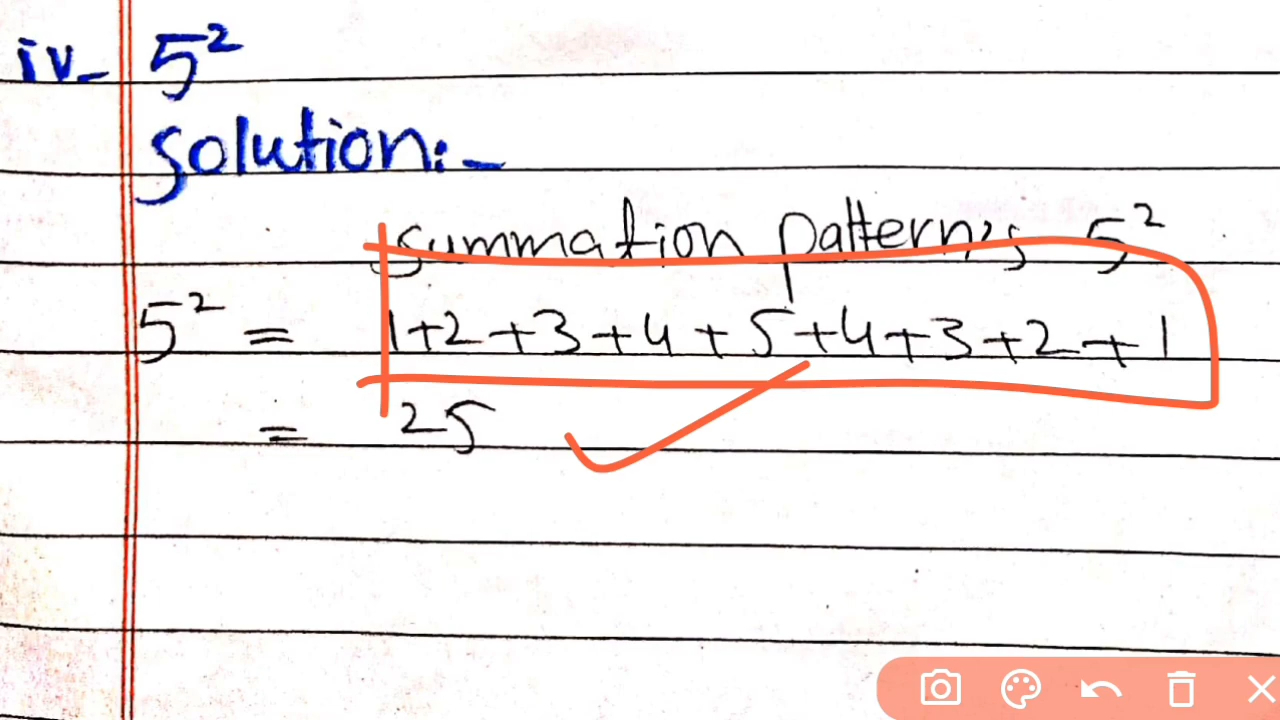 iv- 5²
Solution:-
summation pattern's 5²
5² = 1+2+3+4+5+4+3+2+1
= 25